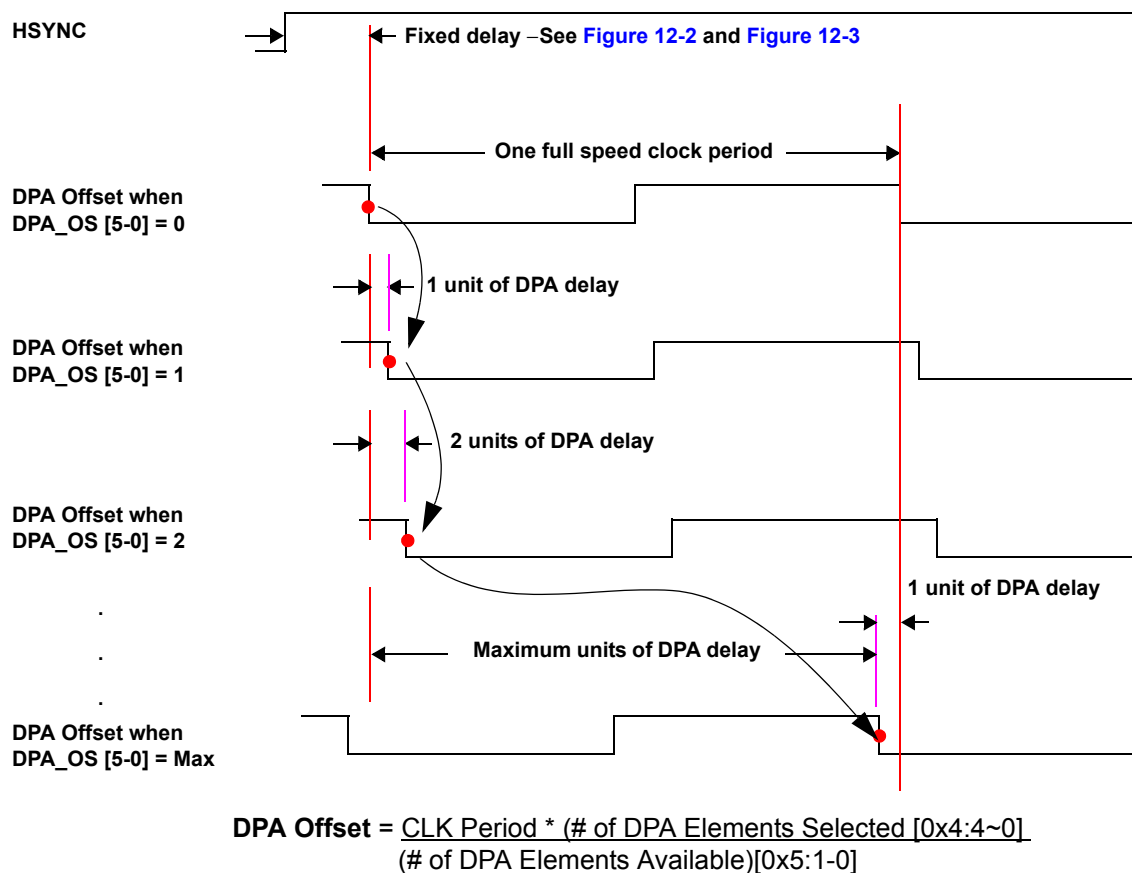 HSYNC
Fixed delay –See Figure 12-2 and Figure 12-3
One full speed clock period
DPA Offset when
DPA_OS [5-0] = 0
1 unit of DPA delay
DPA Offset when
DPA_OS [5-0] = 1
2 units of DPA delay
DPA Offset when
DPA_OS [5-0] = 2
1 unit of DPA delay
.
.
Maximum units of DPA delay
.
DPA Offset when
DPA_OS [5-0] = Max
DPA Offset = CLK Period * (# of DPA Elements Selected [0x4:4~0]
(# of DPA Elements Available)[0x5:1-0]